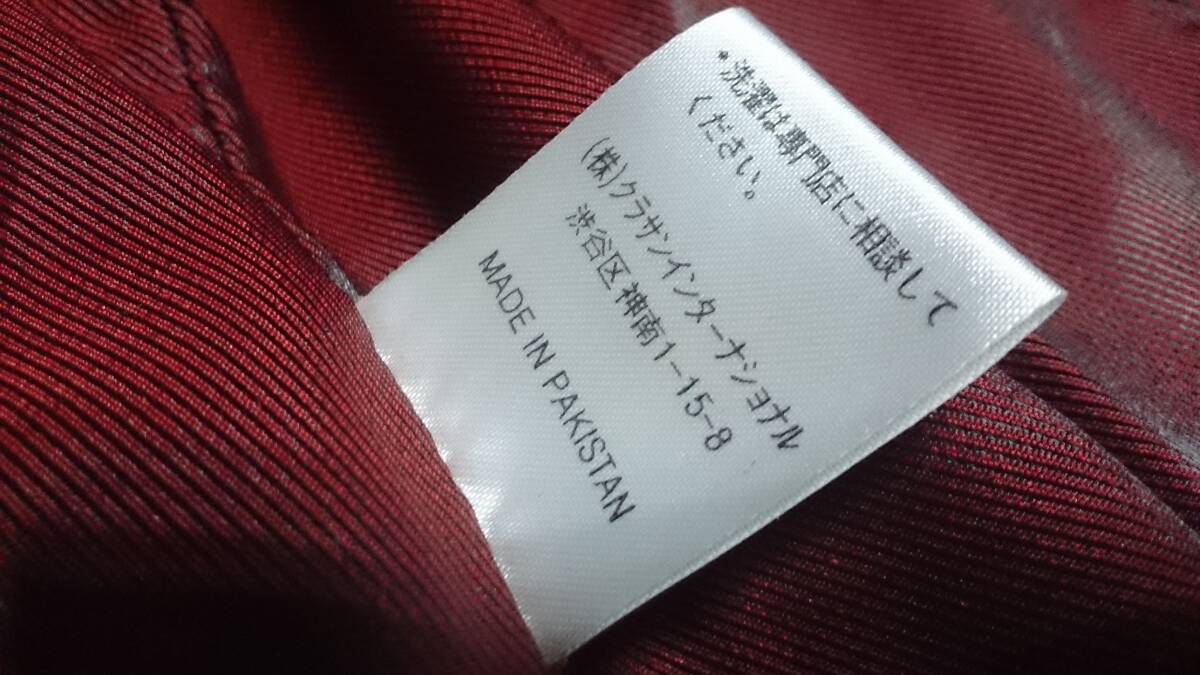 *洗濯は専門店に相談して
ください。
(株)クラサンインターナショナル
渋谷区神南1-15-8
MADE IN PAKISTAN